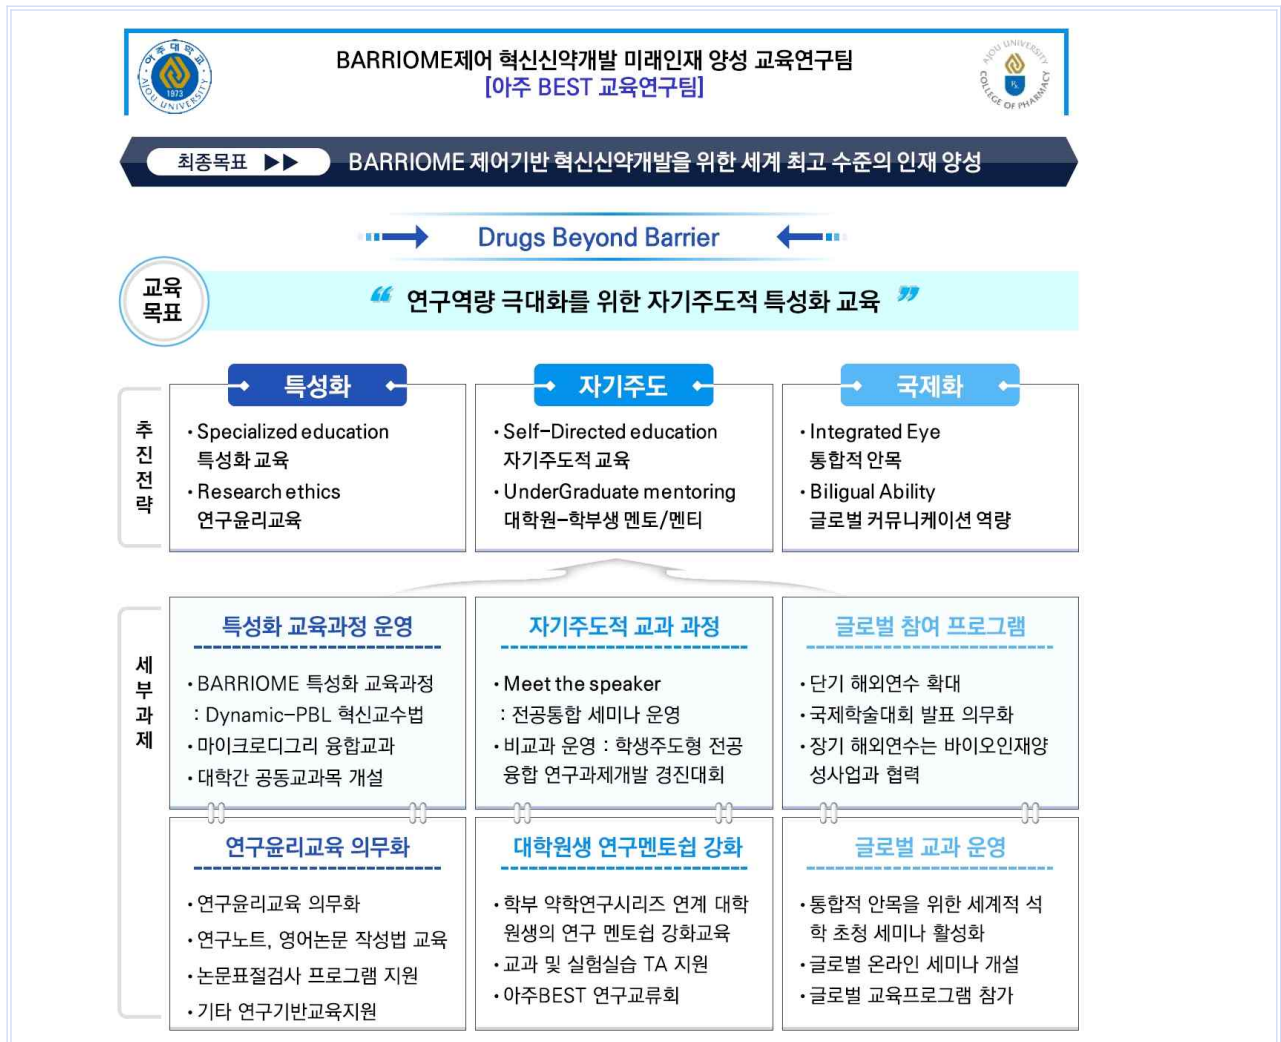 아주대학교
AJOU UNIVERSITY
1973
BARRIOME제어 혁신신약개발 미래인재 양성 교육연구팀
[아주 BEST 교육연구팀]
AJOU UNIVERSITY
COLLEGE OF PHARMACY
최종목표 ▶▶ BARRIOME 제어기반 혁신신약개발을 위한 세계 최고 수준의 인재 양성
Drugs Beyond Barrier
교육
목표
“ 연구역량 극대화를 위한 자기주도적 특성화 교육 ”
추진전략
특성화
· Specialized education
특성화 교육
· Research ethics
연구윤리교육
자기주도
· Self-Directed education
자기주도적 교육
· UnderGraduate mentoring
대학원-학부생 멘토/멘티
국제화
· Integrated Eye
통합적 안목
· Biligual Ability
글로벌 커뮤니케이션 역량
세부과제
특성화 교육과정 운영
· BARRIOME 특성화 교육과정
: Dynamic-PBL 혁신교수법
· 마이크로디그리 융합교과
· 대학간 공동교과목 개설
자기주도적 교과 과정
· Meet the speaker
: 전공통합 세미나 운영
· 비교과 운영 : 학생주도형 전공
융합 연구과제개발 경진대회
글로벌 참여 프로그램
· 단기 해외연수 확대
· 국제학술대회 발표 의무화
· 장기 해외연수는 바이오인재양
성사업과 협력
연구윤리교육 의무화
· 연구윤리교육 의무화
· 연구노트, 영어논문 작성법 교육
· 논문표절검사 프로그램 지원
· 기타 연구기반교육지원
대학원생 연구멘토쉽 강화
· 학부 약학연구시리즈 연계 대학
원생의 연구 멘토쉽 강화교육
· 교과 및 실험실습 TA 지원
· 아주BEST 연구교류회
글로벌 교과 운영
· 통합적 안목을 위한 세계적 석
학 초청 세미나 활성화
· 글로벌 온라인 세미나 개설
· 글로벌 교육프로그램 참가